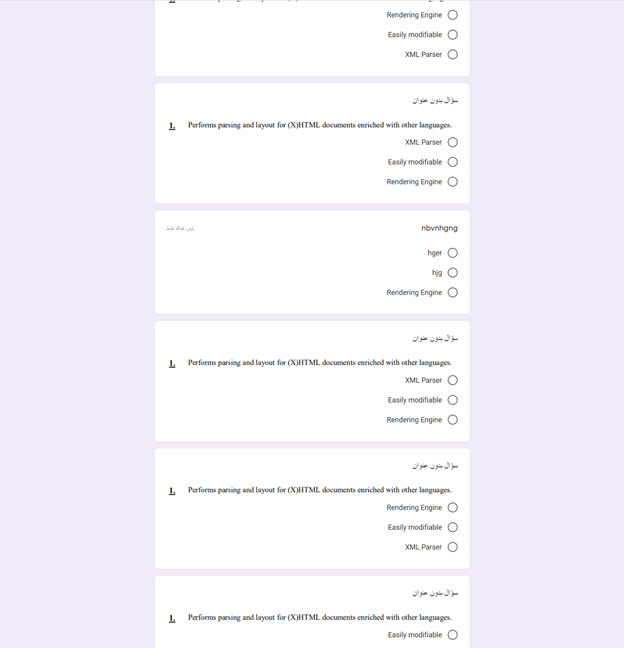 Rendering Engine
Easily modifiable
XML Parser
سؤال بدون عنوان
1. Performs parsing and layout for (X)HTML documents enriched with other languages.
XML Parser
Easily modifiable
Rendering Engine
nbvnhgng
ليس هناك نقاط
hger
hjg
Rendering Engine
سؤال بدون عنوان
1. Performs parsing and layout for (X)HTML documents enriched with other languages.
XML Parser
Easily modifiable
Rendering Engine
سؤال بدون عنوان
1. Performs parsing and layout for (X)HTML documents enriched with other languages.
Rendering Engine
Easily modifiable
XML Parser
سؤال بدون عنوان
1. Performs parsing and layout for (X)HTML documents enriched with other languages.
Easily modifiable